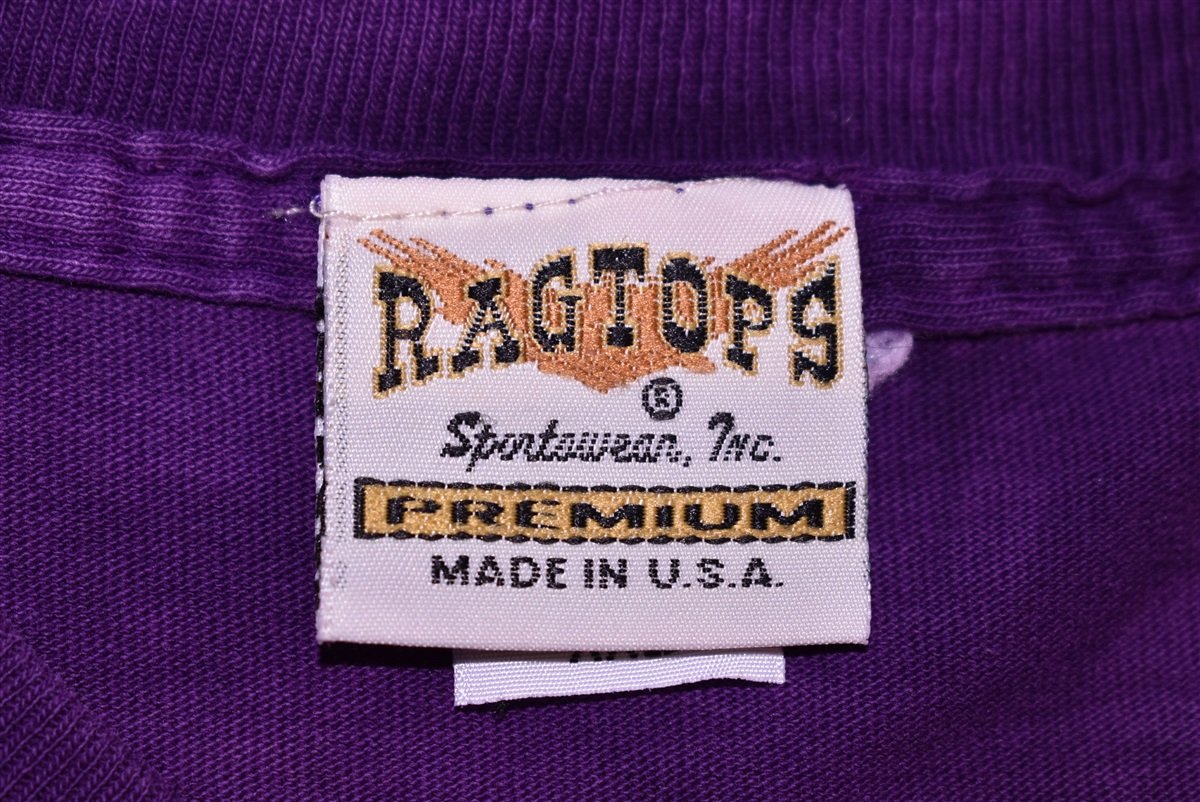 RAGTOPS
®
Sportswear, Inc.
PREMIUM
MADE IN U.S.A.